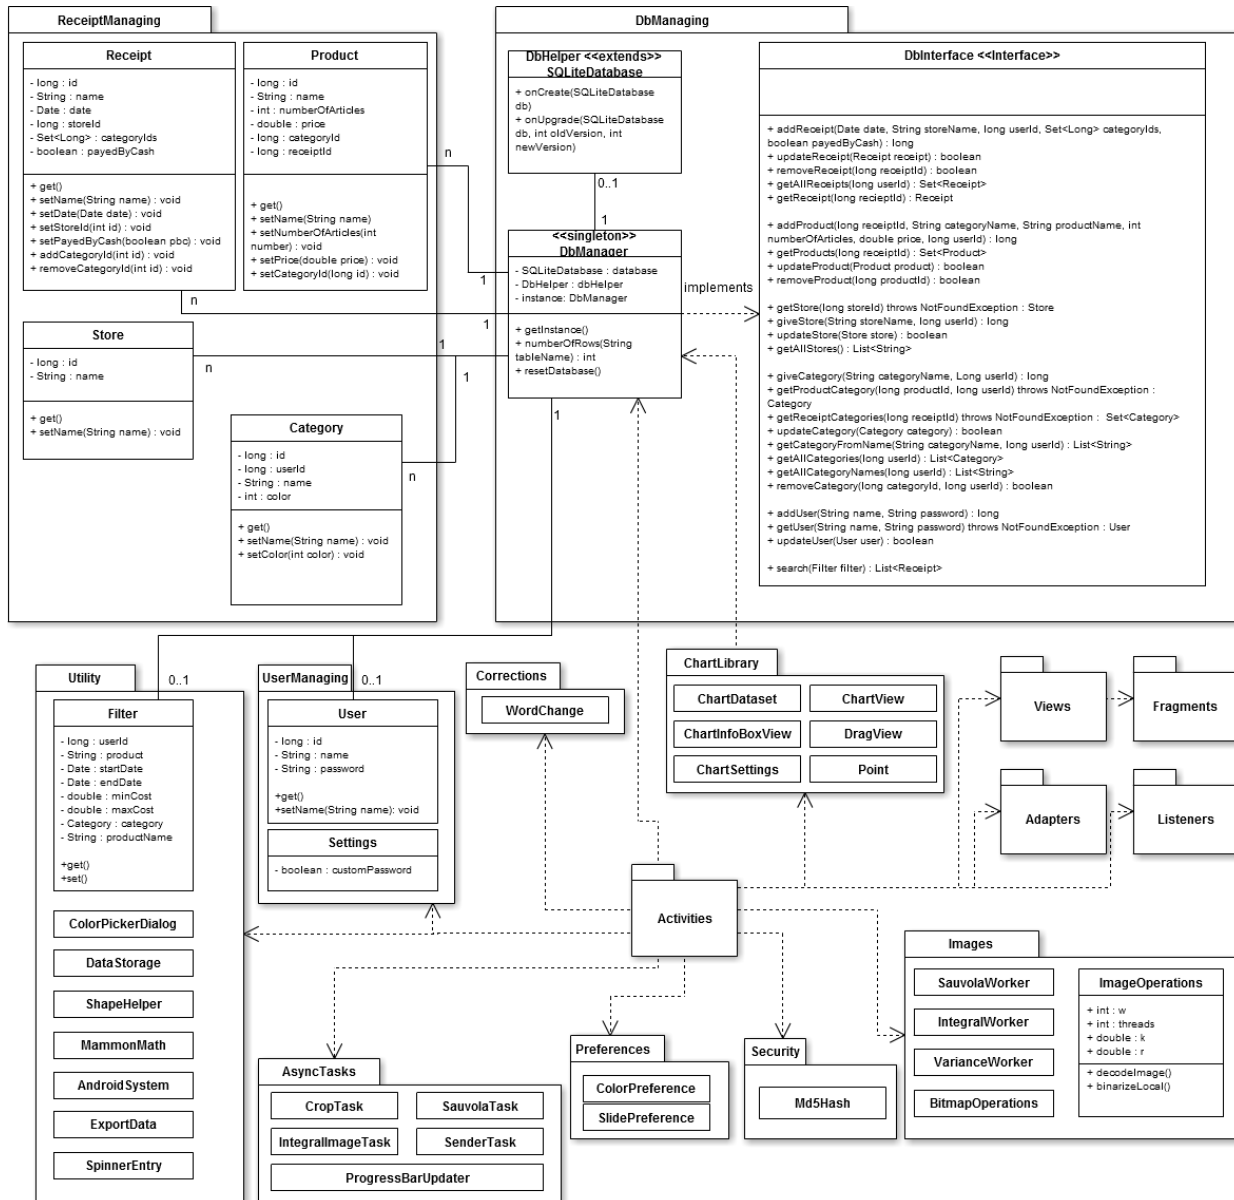 ReceiptManaging
Receipt
- long : id
- String : name
- Date : date
- long : storeId
- Set<Long> : categoryIds
- boolean : payedByCash
+ get()
+ setName(String name) : void
+ setDate(Date date) : void
+ setStoreId(int id) : void
+ setPayedByCash(boolean pbc) : void
+ addCategoryId(int id) : void
+ removeCategoryId(int id) : void
Product
- long : id
- String : name
- int : numberOfArticles
- double : price
- long : categoryId
- long : receiptId
+ get()
+ setName(String name)
+ setNumberOfArticles(int
number) : void
+ setPrice(double price) : void
+ setCategoryId(long id) : void
Store
- long : id
- String : name
+ get()
+ setName(String name) : void
Category
- long : id
- long : userId
- String : name
- int : color
+ get()
+ setName(String name) : void
+ setColor(int color) : void
n
1
n
1
n
1
n
1
DbManaging
DbHelper <<extends>>
SQLiteDatabase
+ onCreate(SQLiteDatabase
db)
+ onUpgrade(SQLiteDatabase
db, int oldVersion, int
newVersion)
0..1
1
<<singleton>>
DbManager
- SQLiteDatabase : database
- DbHelper : dbHelper
- instance: DbManager
+ getInstance()
+ numberOfRows(String
tableName) : int
+ resetDatabase()
1
implements
DbInterface <<Interface>>
+ addReceipt(Date date, String storeName, long userId, Set<Long> categoryIds,
boolean payedByCash) : long
+ updateReceipt(Receipt receipt) : boolean
+ removeReceipt(long receiptId) : boolean
+ getAllReceipts(long userId) : Set<Receipt>
+ getReceipt(long recieptId) : Receipt
+ addProduct(long receiptId, String categoryName, String productName, int
numberOfArticles, double price, long userId) : long
+ getProducts(long receiptId) : Set<Product>
+ updateProduct(Product product) : boolean
+ removeProduct(long productId) : boolean
+ getStore(long storeId) throws NotFoundException : Store
+ giveStore(String storeName, long userId) : long
+ updateStore(Store store) : boolean
+ getAllStores() : List<String>
+ giveCategory(String categoryName, Long userId) : long
+ getProductCategory(long productId, long userId) throws NotFoundException :
Category
+ getReceiptCategories(long receiptId) throws NotFoundException : Set<Category>
+ updateCategory(Category category) : boolean
+ getCategoryFromName(String categoryName, long userId) : List<String>
+ getAllCategories(long userId) : List<Category>
+ getAllCategoryNames(long userId) : List<String>
+ removeCategory(long categoryId, long userId) : boolean
+ addUser(String name, String password) : long
+ getUser(String name, String password) throws NotFoundException : User
+ updateUser(User user) : boolean
+ search(Filter filter) : List<Receipt>
Utility
0..1
Filter
- long : userId
- String : product
- Date : startDate
- Date : endDate
- double : minCost
- double : maxCost
- Category : category
- String : productName
+get()
+set()
ColorPickerDialog
DataStorage
ShapeHelper
MammonMath
AndroidSystem
ExportData
SpinnerEntry
UserManaging
0..1
User
- long : id
- String : name
- String : password
+get()
+setName(String name): void
Settings
- boolean : customPassword
Corrections
WordChange
ChartLibrary
ChartDataset
ChartView
ChartInfoBoxView
DragView
ChartSettings
Point
Views
Fragments
Adapters
Listeners
Activities
AsyncTasks
CropTask
SauvolaTask
IntegralImageTask
SenderTask
ProgressBarUpdater
Preferences
ColorPreference
SlidePreference
Security
Md5Hash
Images
SauvolaWorker
IntegralWorker
VarianceWorker
BitmapOperations
ImageOperations
+ int : w
+ int : threads
+ double : k
+ double : r
+ decodeImage()
+ binarizeLocal()